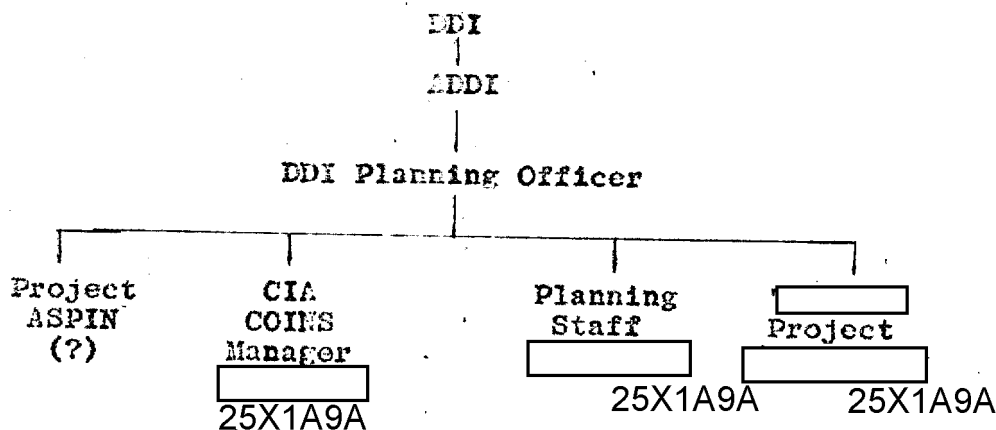 DDI
ADDI
DDI Planning Officer
Project
ASPIN
(?)
CIA
COINS
Manager
25X1A9A
Planning
Staff
25X1A9A
Project
25X1A9A